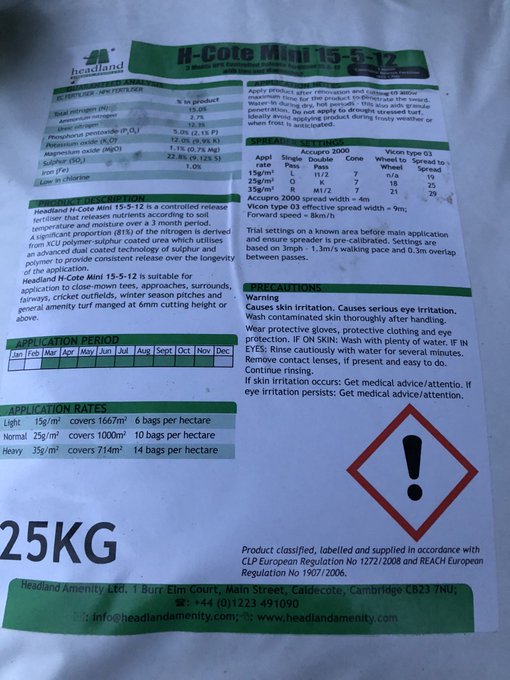 headland
H-Cote Mini 15-5-12
GUARANTEED ANALYSIS
EC FERTILISER - NPK FERTILISER
% in product
Total nitrogen (N): 15.0%
Ammonium nitrogen 2.7%
Ureic nitrogen 12.3%
Phosphorus pentoxide (P₂O₅) 5.0% (2.1% P)
Potassium oxide (K₂O) 12.0% (9.9% K)
Magnesium oxide (MgO) 1.1% (0.7% Mg)
Sulphur (SO₃) 22.8% (9.12% S)
Iron (Fe) 1.0%
Low in chlorine
PRODUCT DESCRIPTION
Headland H-Cote Mini 15-5-12 is a controlled release
fertiliser that releases nutrients according to soil
temperature and moisture over a 3 month period.
A significant proportion (81%) of the nitrogen is derived
from XCU polymer-sulphur coated urea which utilises
an advanced dual coated technology of sulphur and
polymer to provide consistent release over the longevity
of the application.
Headland H-Cote Mini 15-5-12 is suitable for
application to close-mown tees, approaches, surrounds,
fairways, cricket outfields, winter season pitches and
general amenity turf manged at 6mm cutting height or
above.
APPLICATION PERIOD
Jan Feb Mar Apr May Jun Jul Aug Sept Oct Nov Dec
APPLICATION RATES
Light 15g/m² covers 1667m² 6 bags per hectare
Normal 25g/m² covers 1000m² 10 bags per hectare
Heavy 35g/m² covers 714m² 14 bags per hectare
25KG
Apply product after renovation and cutting to allow
maximum time for the product to penetrate the sward.
Water-in during dry, hot periods - this also aids granule
penetration. Do not apply to drought stressed turf.
Ideally avoid applying product during frosty weather or
when frost is anticipated.
SPREADER SETTINGS
Accupro 2000 Vicon type 03
Appl rate Single Pass Double Pass Cone Wheel to Wheel Spread to Spread
15g/m² L I1/2 7 n/a 19
25g/m² O K 7 18 25
35g/m² R M1/2 7 21 29
Accupro 2000 spread width = 4m
Vicon type 03 effective spread width = 9m;
Forward speed = 8km/h
Trial settings on a known area before main application
and ensure spreader is pre-calibrated. Settings are
based on 3mph - 1.3m/s walking pace and 0.3m overlap
between passes.
PRECAUTIONS
Warning
Causes skin irritation. Causes serious eye irritation.
Wash contaminated skin thoroughly after handling.
Wear protective gloves, protective clothing and eye
protection. IF ON SKIN: Wash with plenty of water. IF IN
EYES: Rinse cautiously with water for several minutes.
Remove contact lenses, if present and easy to do.
Continue rinsing.
If skin irritation occurs: Get medical advice/attentio. If
eye irritation persists: Get medical advice/attention.
Product classified, labelled and supplied in accordance with
CLP European Regulation No 1272/2008 and REACH European
Regulation No 1907/2006.
Headland Amenity Ltd. 1 Burr Elm Court, Main Street, Caldecote, Cambridge CB23 7NU;
: +44 (0)1223 491090
: info@headlandamenity.com; : www.headlandamenity.com